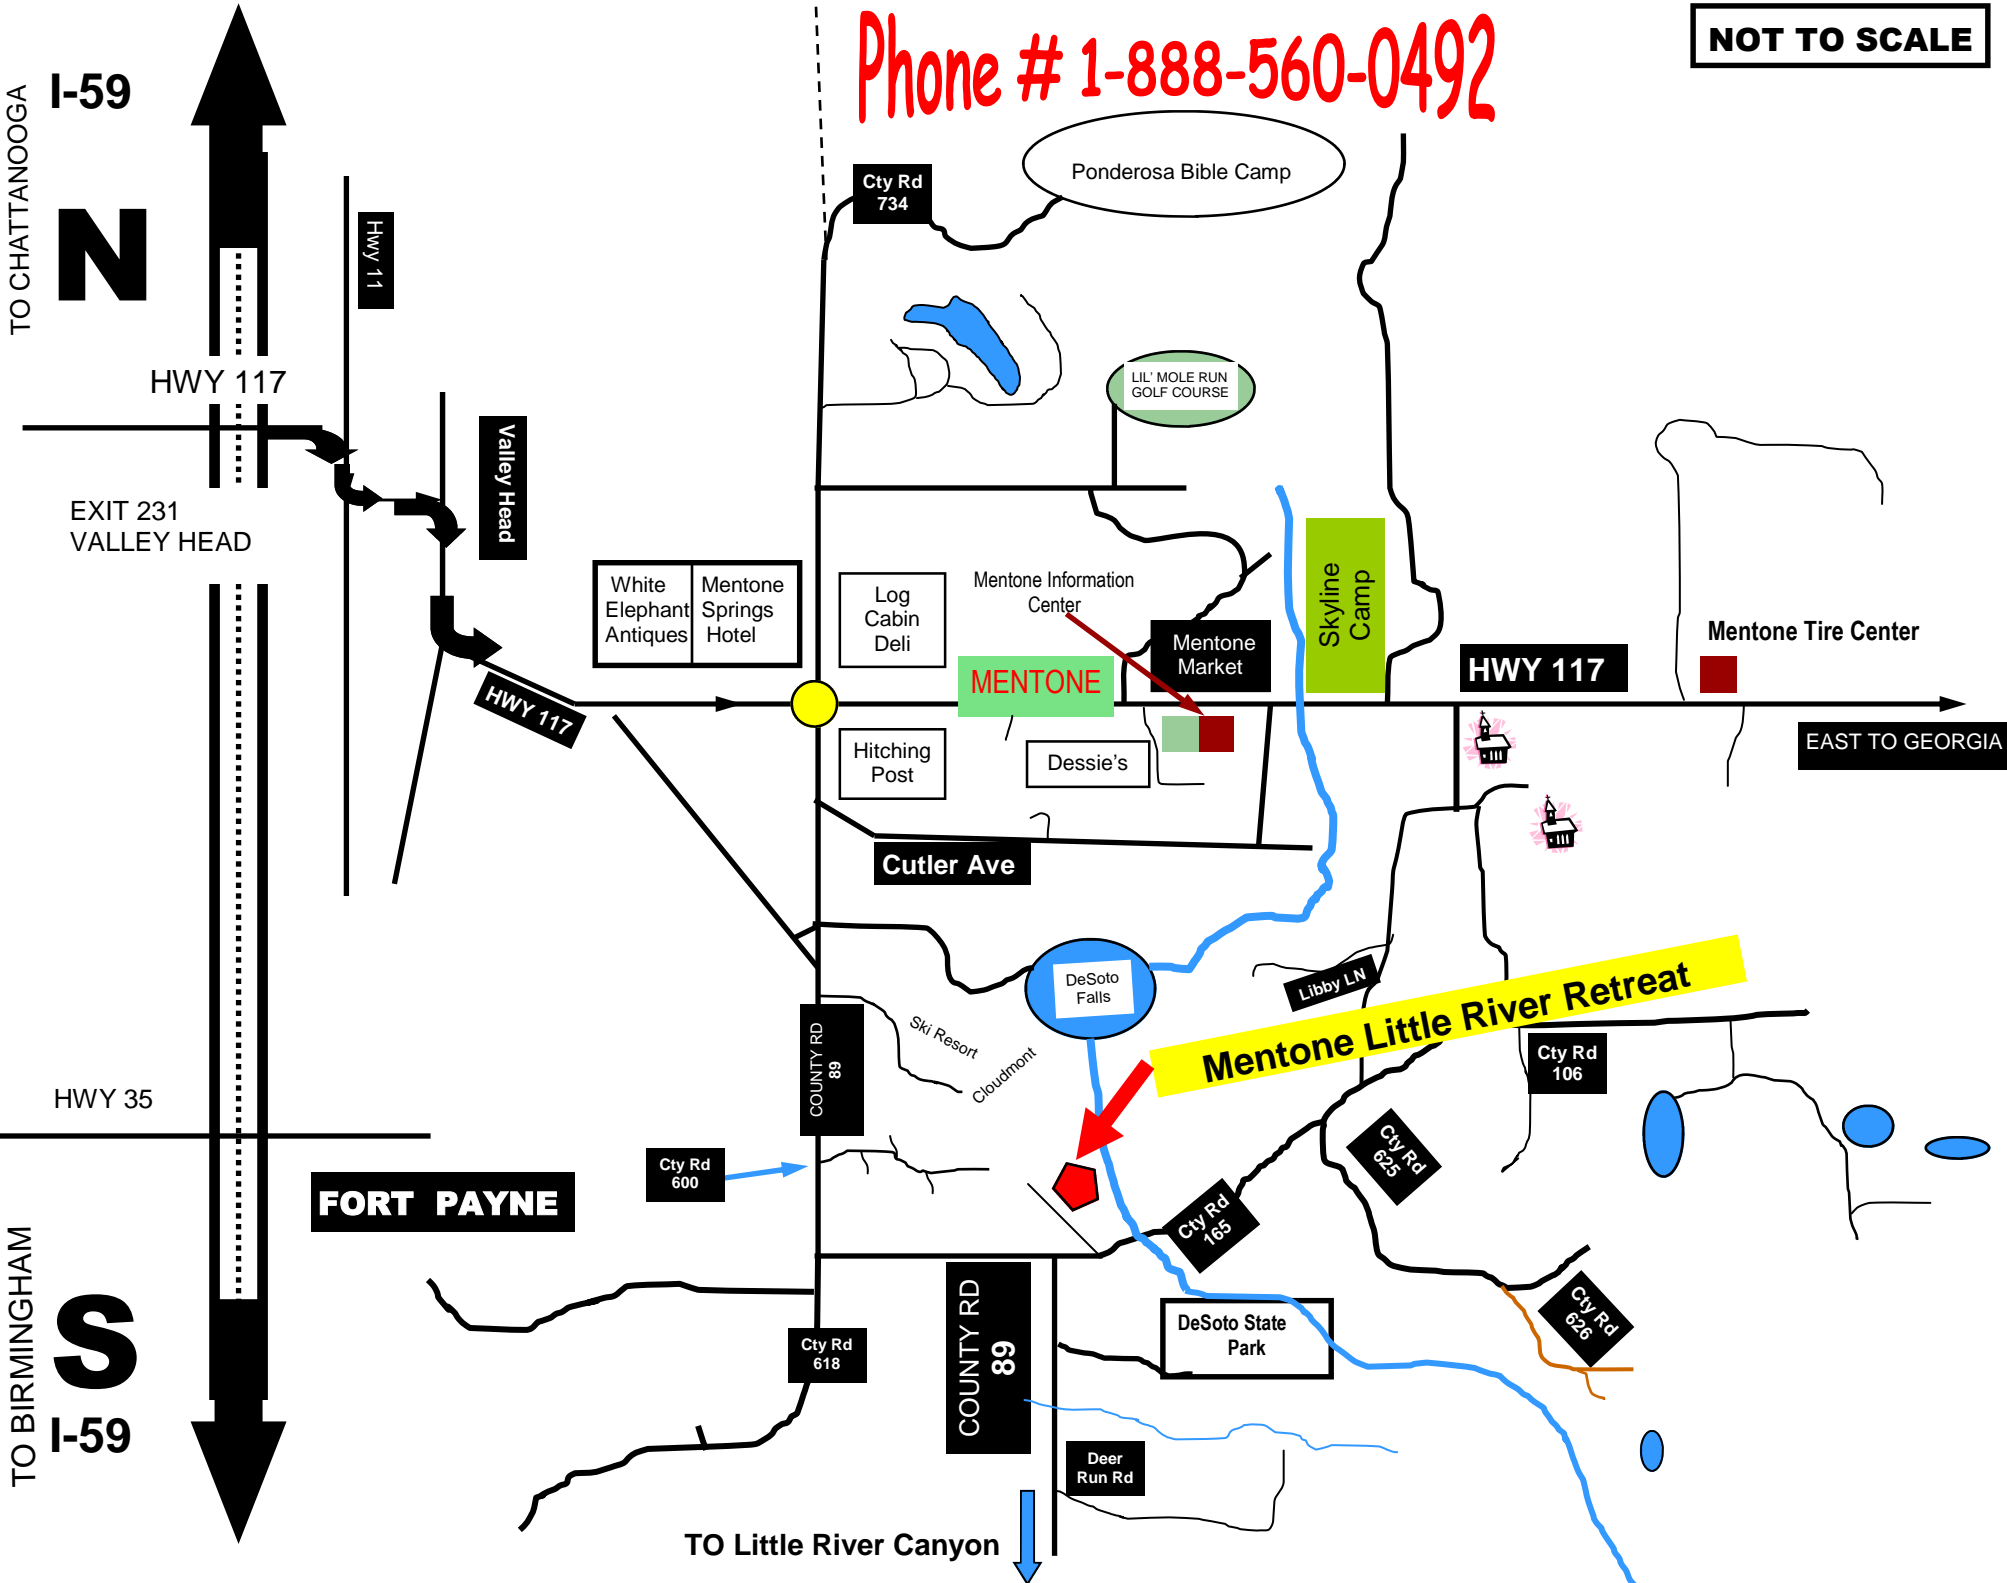 Phone # 1-888-560-0492
NOT TO SCALE
I-59
TO CHATTANOOGA
N
Cty Rd
734
Ponderosa Bible Camp
Hwy 11
HWY 117
LIL' MOLE RUN
GOLF COURSE
Valley Head
EXIT 231
VALLEY HEAD
White
Elephant
Antiques
Mentone
Springs
Hotel
Log
Cabin
Deli
Mentone Information
Center
Mentone
Market
Skyline
Camp
Mentone Tire Center
HWY 117
MENTONE
HWY 117
EAST TO GEORGIA
Hitching
Post
Dessie's
Cutler Ave
DeSoto
Falls
Libby LN
Mentone Little River Retreat
Ski Resort
Cloudmont
COUNTY RD
89
Cty Rd
106
HWY 35
Cty Rd
600
Cty Rd
625
FORT PAYNE
Cty Rd
165
TO BIRMINGHAM
S
I-59
COUNTY RD
89
Cty Rd
618
DeSoto State
Park
Cty Rd
626
Deer
Run Rd
TO Little River Canyon